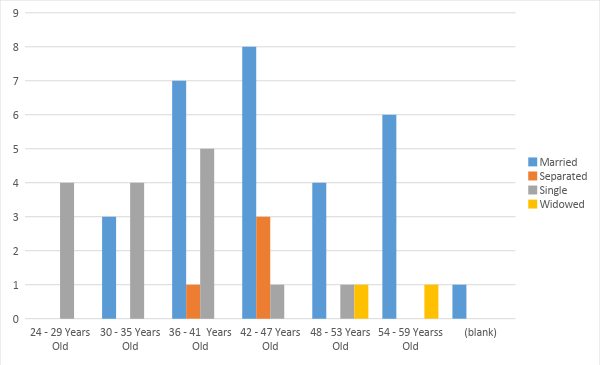 9
8
7
6
5
4
3
2
1
0
24 - 29 Years Old
30 - 35 Years Old
36 - 41  Years Old
42 - 47 Years Old
48 - 53 Years Old
54 - 59 Yearss Old
(blank)
Married
Separated
Single
Widowed